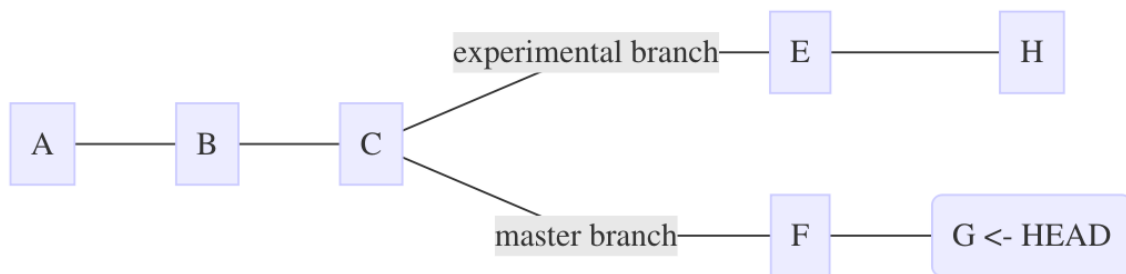 experimental branch
E
H
A
B
C
master branch
F
G <- HEAD